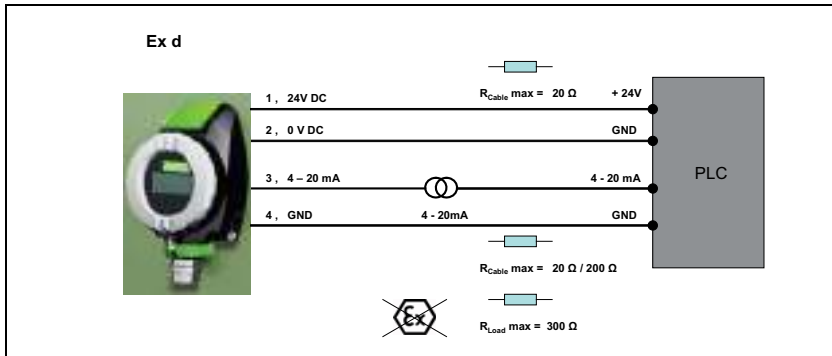 Ex d
1 , 24V DC
R_Cable max = 20 Ω
+ 24V
2 , 0 V DC
GND
PLC
3 , 4 – 20 mA
4 - 20 mA
4 , GND
4 - 20mA
GND
R_Cable max = 20 Ω / 200 Ω
Ex
R_Load max = 300 Ω